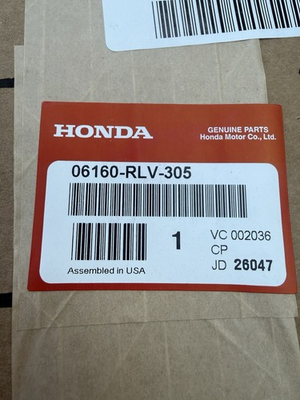 HONDA
GENUINE PARTS
Honda Motor Co., Ltd.
06160-RLV-305
1
VC 002036
CP
JD 26047
Assembled in USA